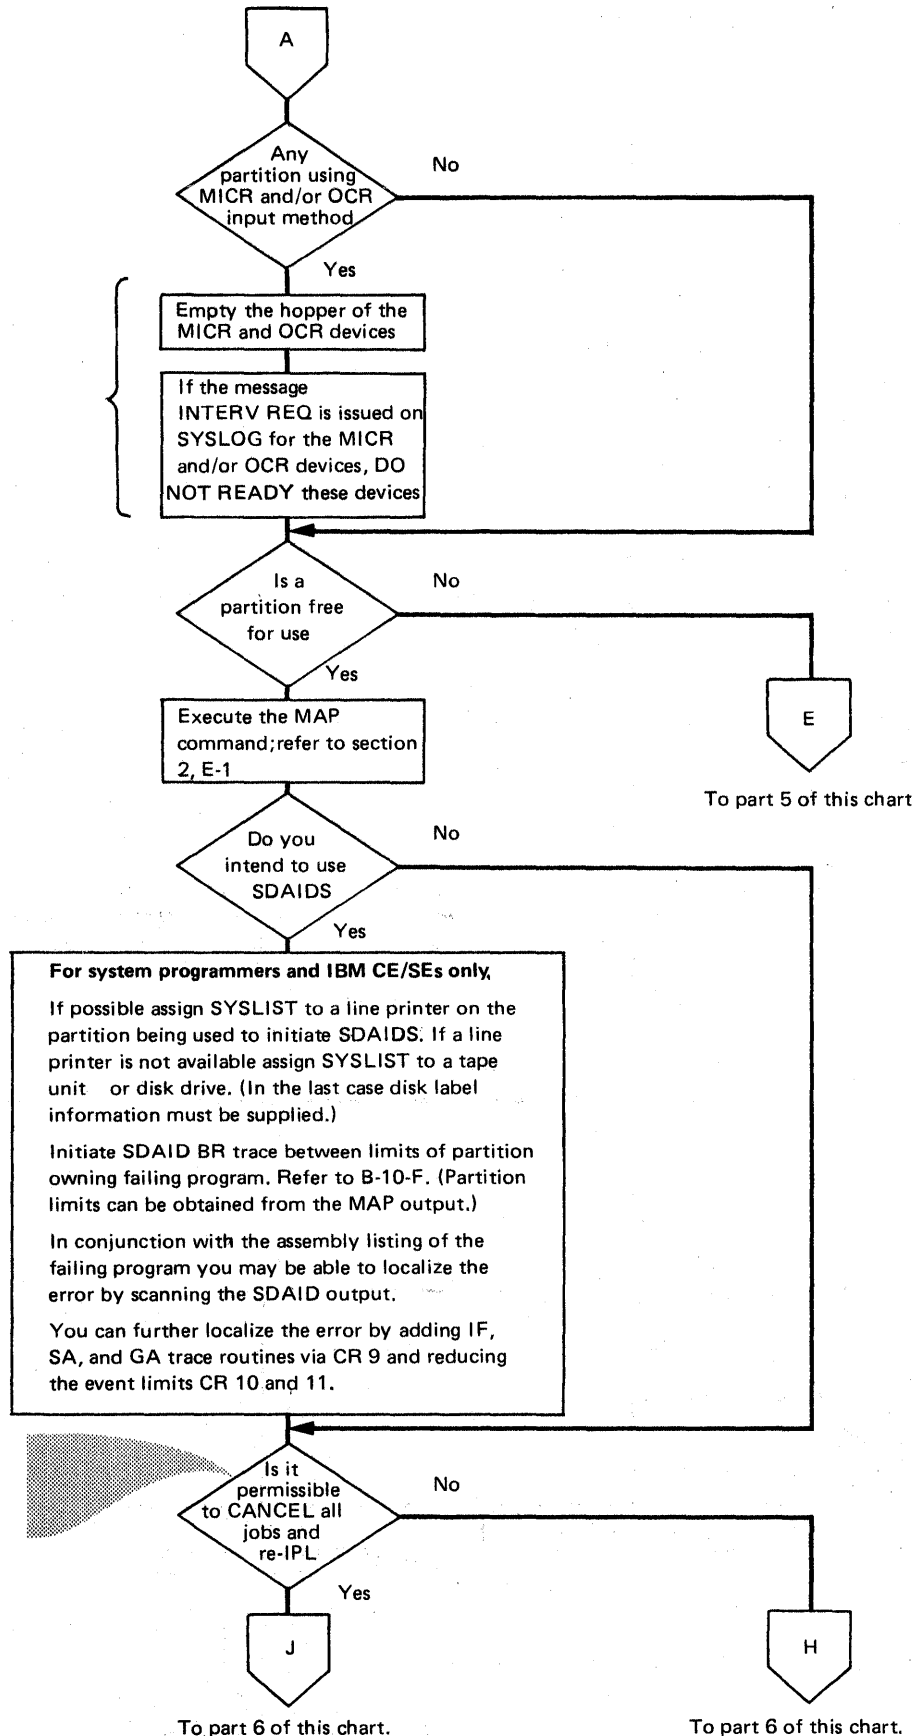 A
Any
partition using
MICR and/or OCR
input method
No
Yes
Empty the hopper of the
MICR and OCR devices
If the message
INTERV REQ is issued on
SYSLOG for the MICR
and/or OCR devices, DO
NOT READY these devices
Is a
partition free
for use
No
Yes
Execute the MAP
command;refer to section
2, E-1
E
To part 5 of this chart
Do you
intend to use
SDAIDS
No
Yes
For system programmers and IBM CE/SEs only,
If possible assign SYSLIST to a line printer on the
partition being used to initiate SDAIDS. If a line
printer is not available assign SYSLIST to a tape
unit or disk drive. (In the last case disk label
information must be supplied.)
Initiate SDAID BR trace between limits of partition
owning failing program. Refer to B-10-F. (Partition
limits can be obtained from the MAP output.)
In conjunction with the assembly listing of the
failing program you may be able to localize the
error by scanning the SDAID output.
You can further localize the error by adding IF,
SA, and GA trace routines via CR 9 and reducing
the event limits CR 10 and 11.
Is it
permissible
to CANCEL all
jobs and
re-IPL
No
Yes
J
H
To part 6 of this chart.
To part 6 of this chart.